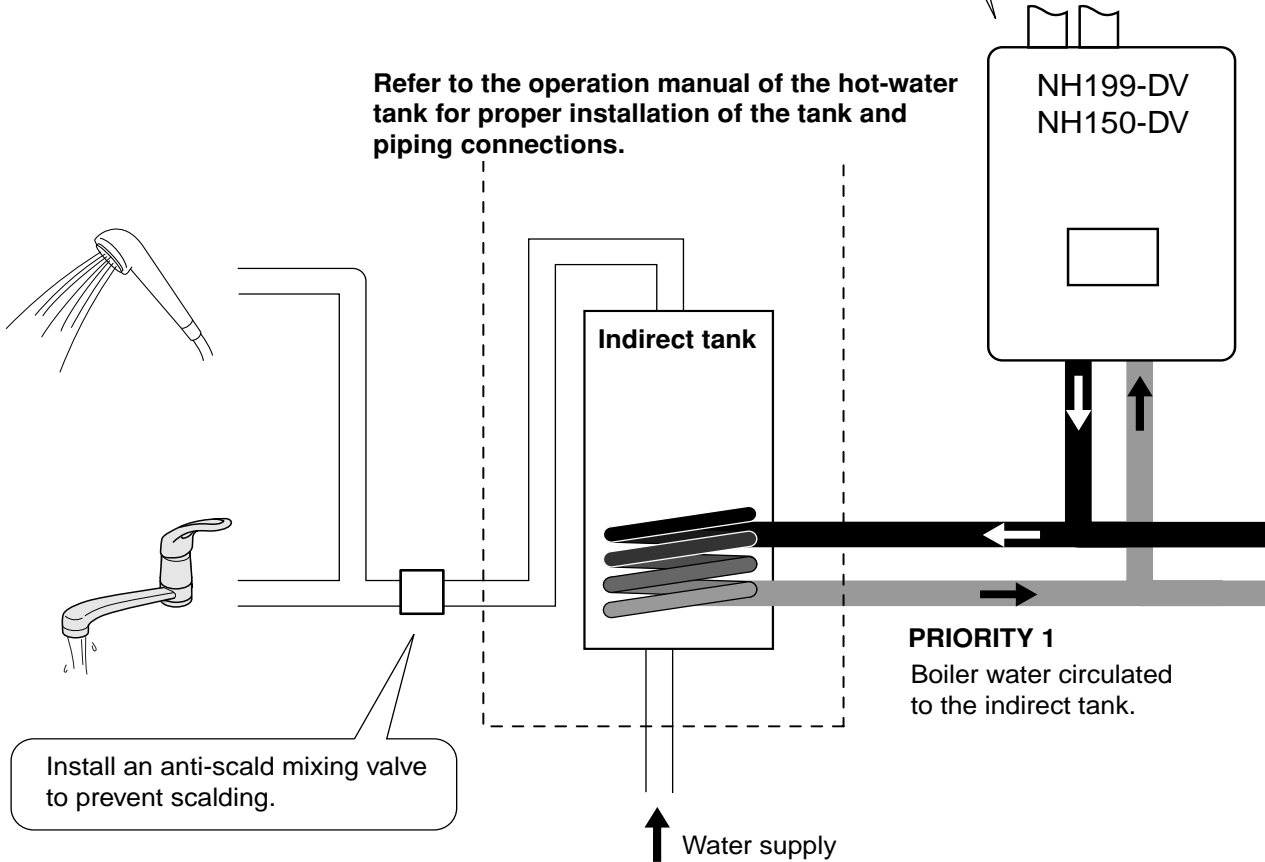 Refer to the operation manual of the hot-water
tank for proper installation of the tank and
piping connections.
NH199-DV
NH150-DV
Indirect tank
PRIORITY 1
Boiler water circulated
to the indirect tank.
Install an anti-scald mixing valve
to prevent scalding.
Water supply